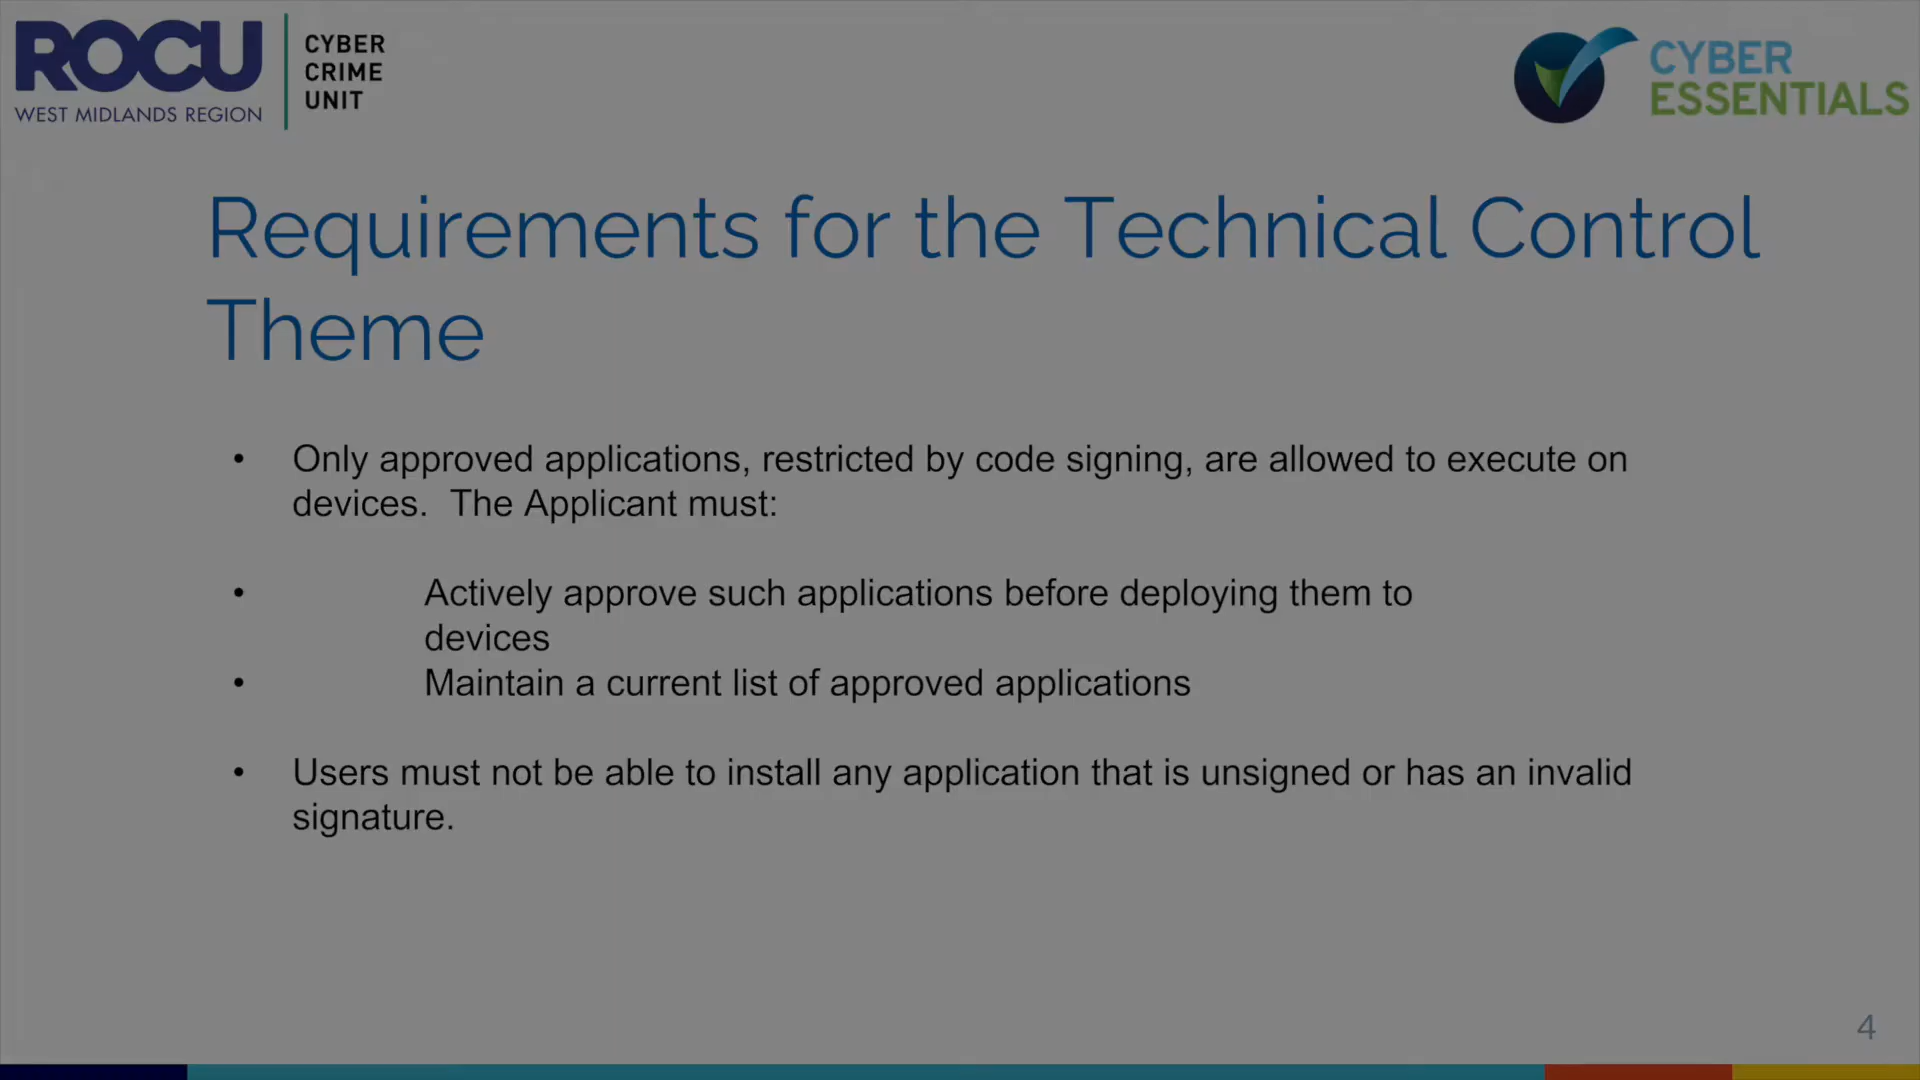 ROCU
WEST MIDLANDS REGION
CYBER
CRIME
UNIT
CYBER
ESSENTIALS
Requirements for the Technical Control
Theme
• Only approved applications, restricted by code signing, are allowed to execute on
devices. The Applicant must:
• Actively approve such applications before deploying them to
devices
• Maintain a current list of approved applications
• Users must not be able to install any application that is unsigned or has an invalid
signature.
4